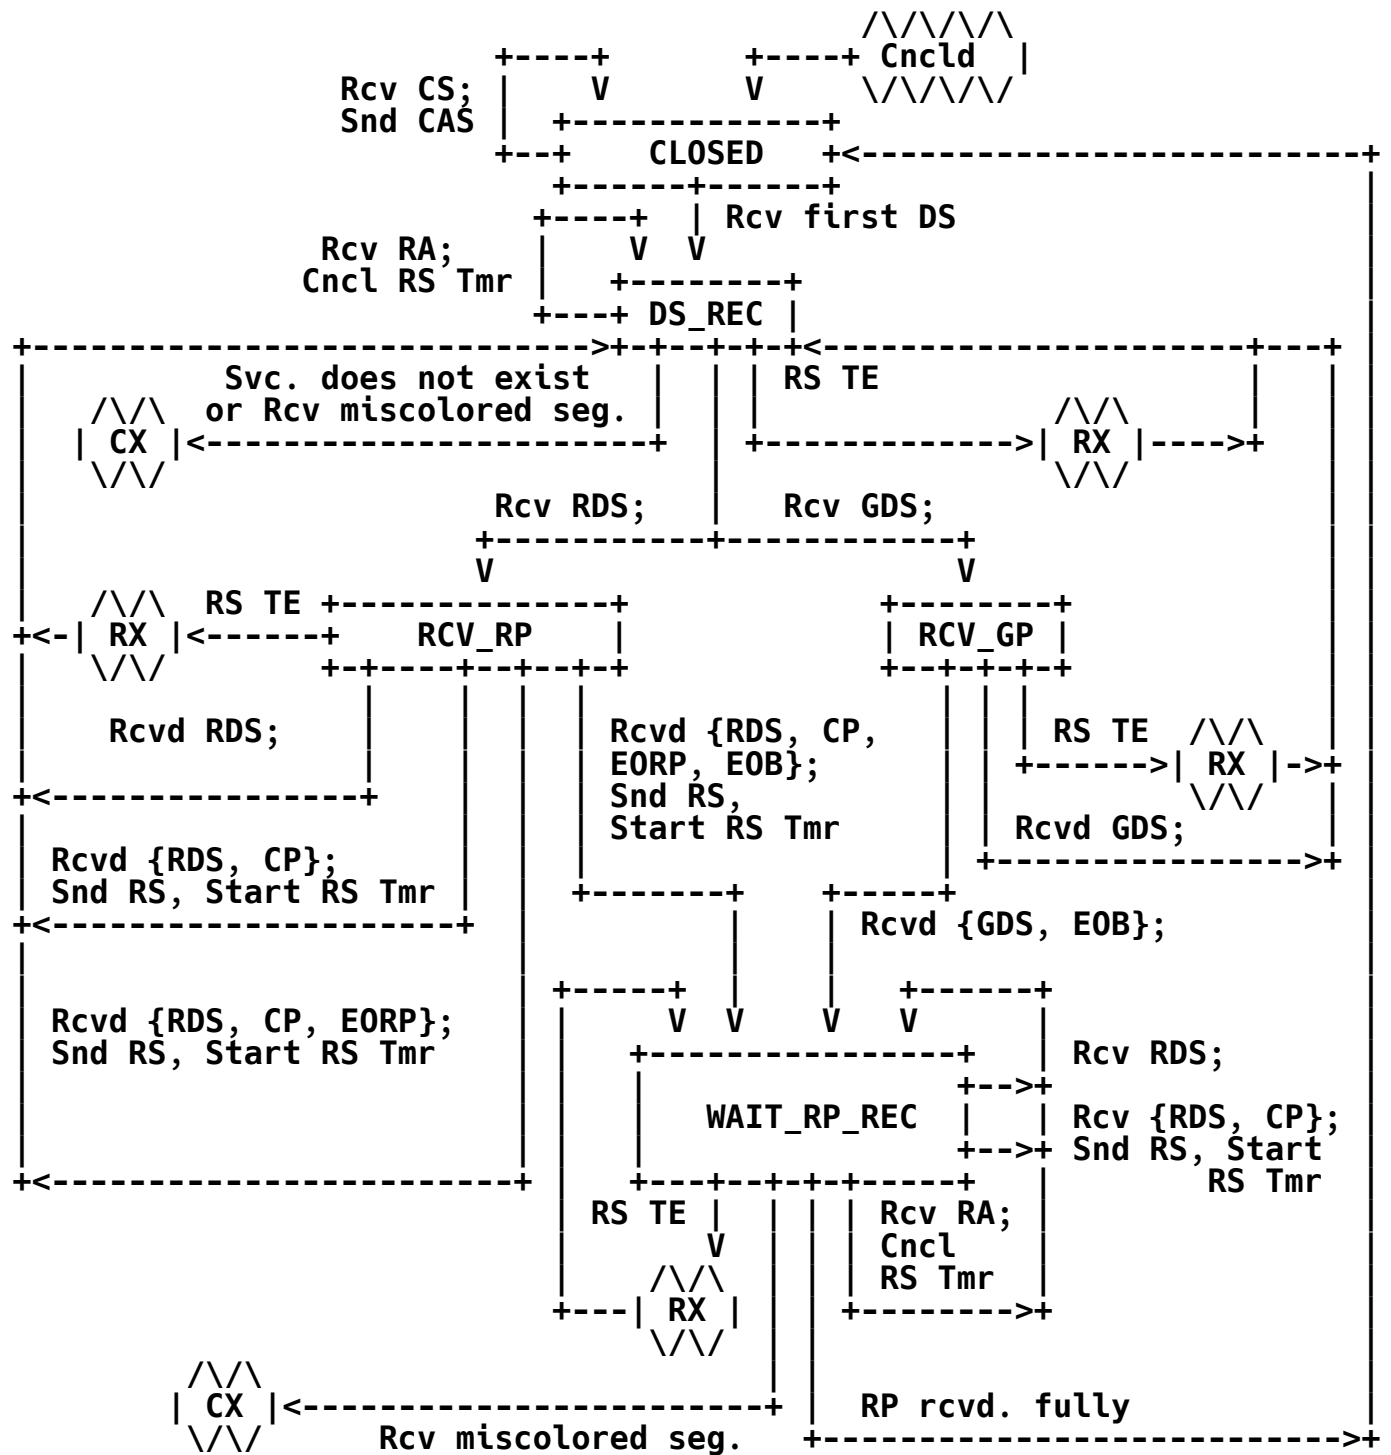 Cncld
Rcv CS;
Snd CAS
CLOSED
Rcv first DS
Rcv RA;
Cncl RS Tmr
DS_REC
Svc. does not exist
or Rcv miscolored seg.
RS TE
CX
RX
Rcv RDS;
Rcv GDS;
RS TE
RX
RCV_RP
RCV_GP
Rcvd RDS;
Rcvd {RDS, CP,
EORP, EOB};
Snd RS,
Start RS Tmr
RS TE
RX
Rcvd GDS;
Rcvd {RDS, CP};
Snd RS, Start RS Tmr
Rcvd {GDS, EOB};
Rcvd {RDS, CP, EORP};
Snd RS, Start RS Tmr
Rcv RDS;
WAIT_RP_REC
Rcv {RDS, CP};
Snd RS, Start
RS Tmr
RS TE
Rcv RA;
Cncl
RS Tmr
RX
CX
RP rcvd. fully
Rcv miscolored seg.